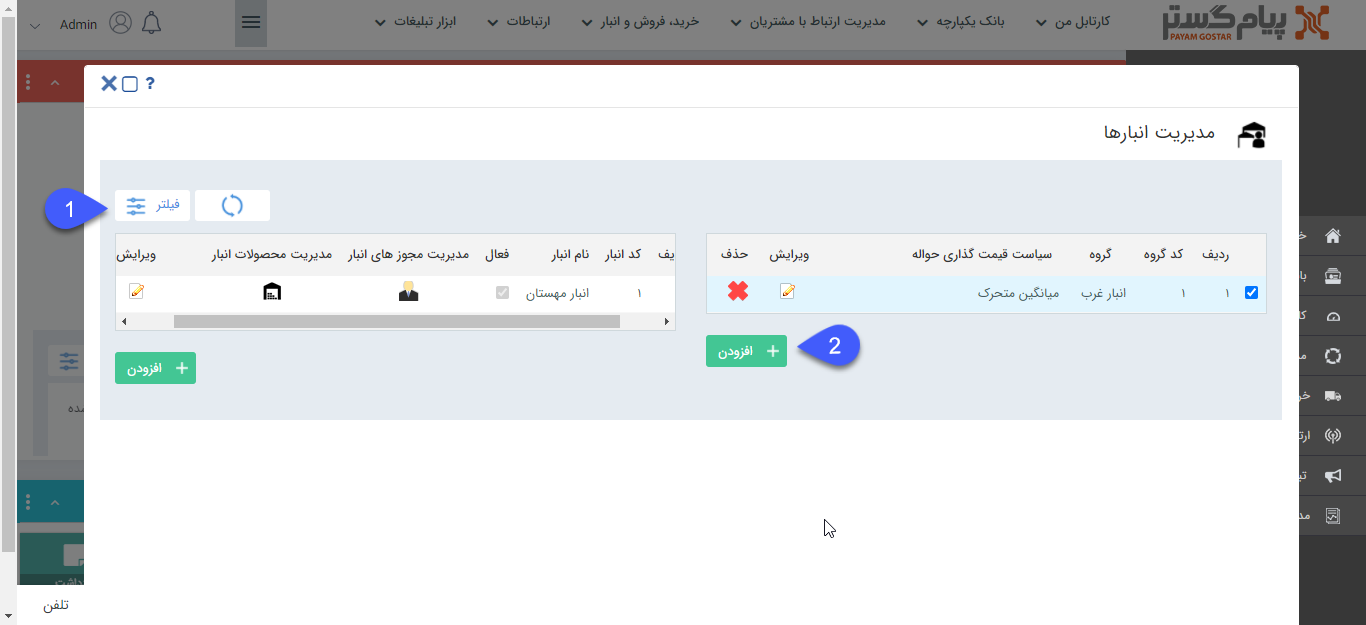 پیام گستر
PAYAM GOSTAR
کارتابل من
بانک یکپارچه
مدیریت ارتباط با مشتریان
خرید، فروش و انبار
ارتباطات
ابزار تبلیغات
Admin
?
مدیریت انبارها
فیلتر
1
ردیف کد گروه گروه سیاست قیمت گذاری حواله ویرایش حذف
۱ ۱ انبار غرب میانگین متحرک
افزودن +
2
یف کد انبار نام انبار فعال مدیریت مجوز های انبار مدیریت محصولات انبار ویرایش
۱ انبار مهستان
افزودن +
تلفن